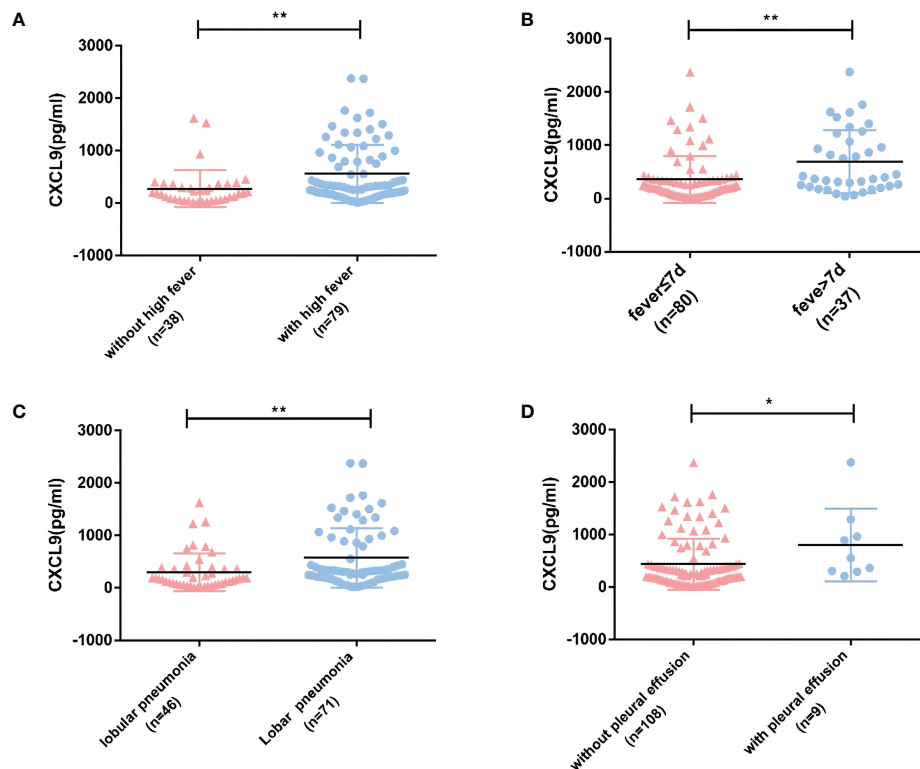 A
**
CXCL9(pg/ml)
3000
2000
1000
0
-1000
without high fever
(n=38)
with high fever
(n=79)
B
**
CXCL9(pg/ml)
3000
2000
1000
0
-1000
fever≤7d
(n=80)
feve>7d
(n=37)
C
**
CXCL9(pg/ml)
3000
2000
1000
0
-1000
lobular pneumonia
(n=46)
Lobar pneumonia
(n=71)
D
*
CXCL9(pg/ml)
3000
2000
1000
0
-1000
without pleural effusion
(n=108)
with pleural effusion
(n=9)